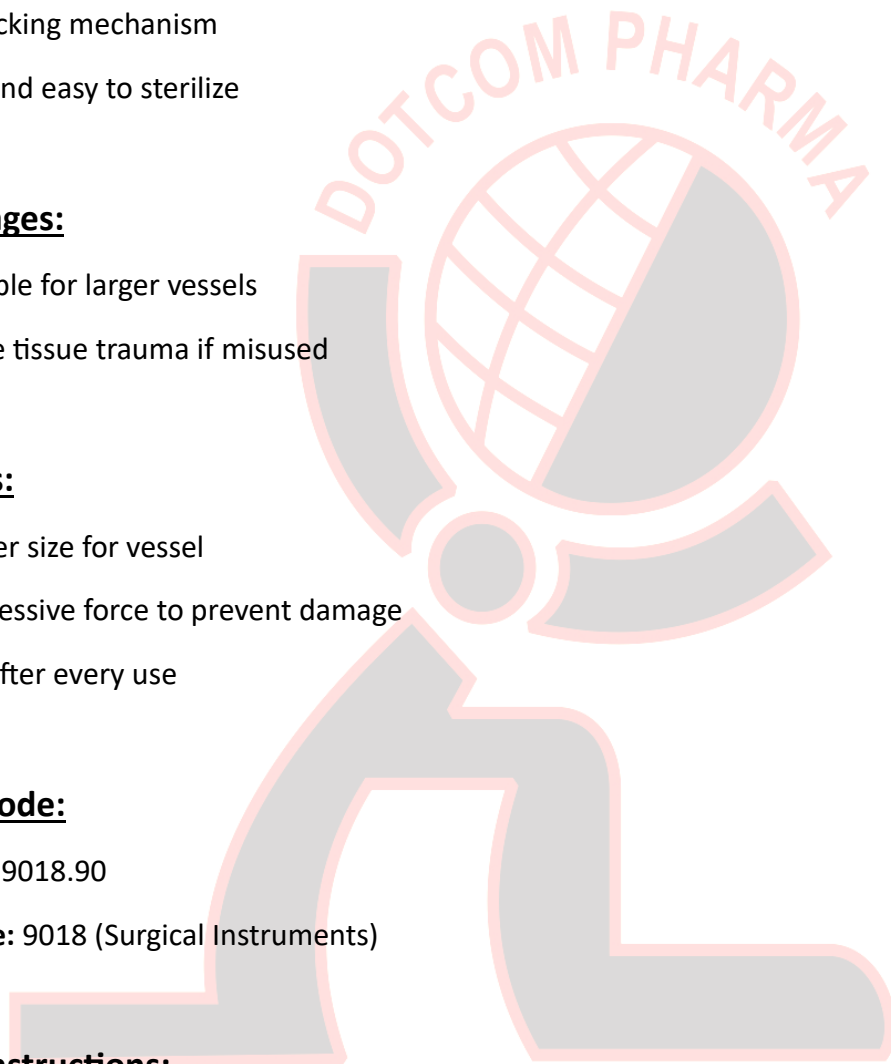 cking mechanism
nd easy to sterilize
DOTCOM PHARMA
ges:
ble for larger vessels
e tissue trauma if misused
s:
er size for vessel
essive force to prevent damage
fter every use
ode:
9018.90
e: 9018 (Surgical Instruments)
nstructions: